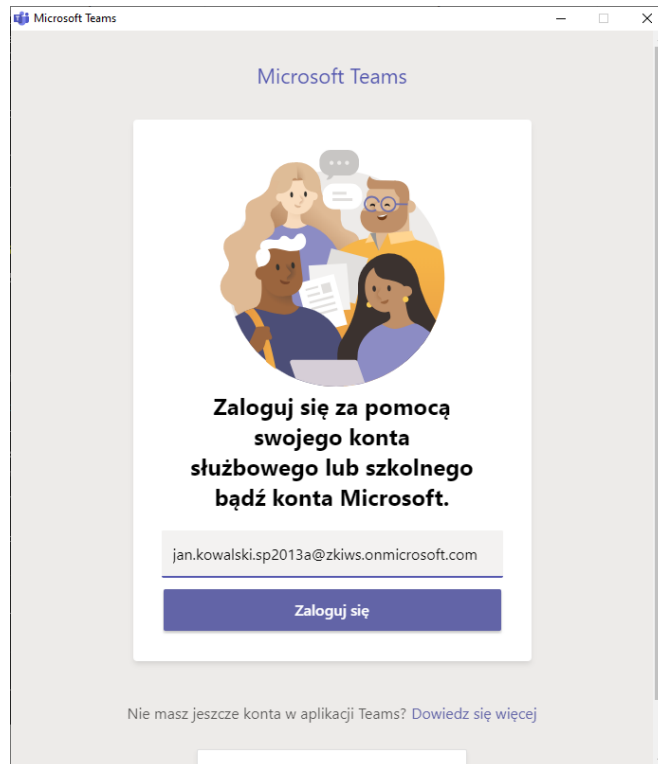 Microsoft Teams
Microsoft Teams
Zaloguj się za pomocą
swojego konta
służbowego lub szkolnego
bądź konta Microsoft.
jan.kowalski.sp2013a@zkiws.onmicrosoft.com
Zaloguj się
Nie masz jeszcze konta w aplikacji Teams? Dowiedz się więcej